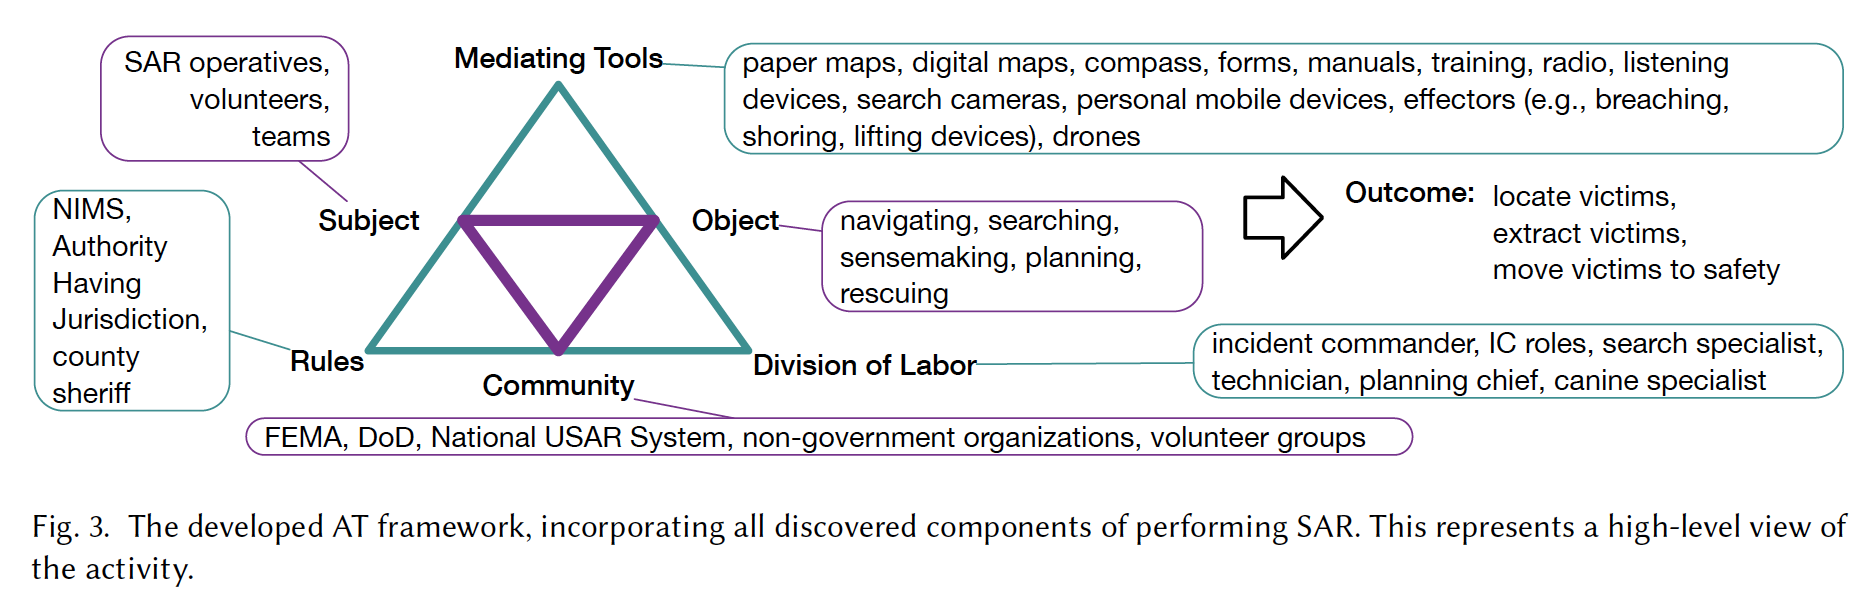 SAR operatives,
volunteers,
teams
Mediating Tools
paper maps, digital maps, compass, forms, manuals, training, radio, listening
devices, search cameras, personal mobile devices, effectors (e.g., breaching,
shoring, lifting devices), drones
Subject
Object
navigating, searching,
sensemaking, planning,
rescuing
Outcome:
locate victims,
extract victims,
move victims to safety
NIMS,
Authority
Having
Jurisdiction,
county
sheriff
Rules
Community
Division of Labor
incident commander, IC roles, search specialist,
technician, planning chief, canine specialist
FEMA, DoD, National USAR System, non-government organizations, volunteer groups
Fig. 3. The developed AT framework, incorporating all discovered components of performing SAR. This represents a high-level view of
the activity.